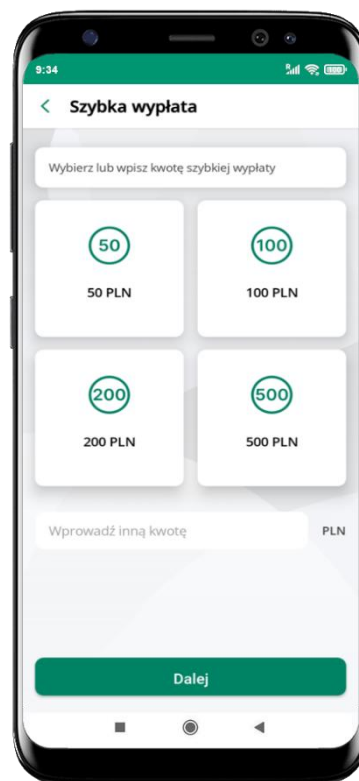 9:34
100
Szybka wypłata
Wybierz lub wpisz kwotę szybkiej wypłaty
50
100
50 PLN
100 PLN
200
500
200 PLN
500 PLN
Wprowadź inną kwotę
PLN
Dalej